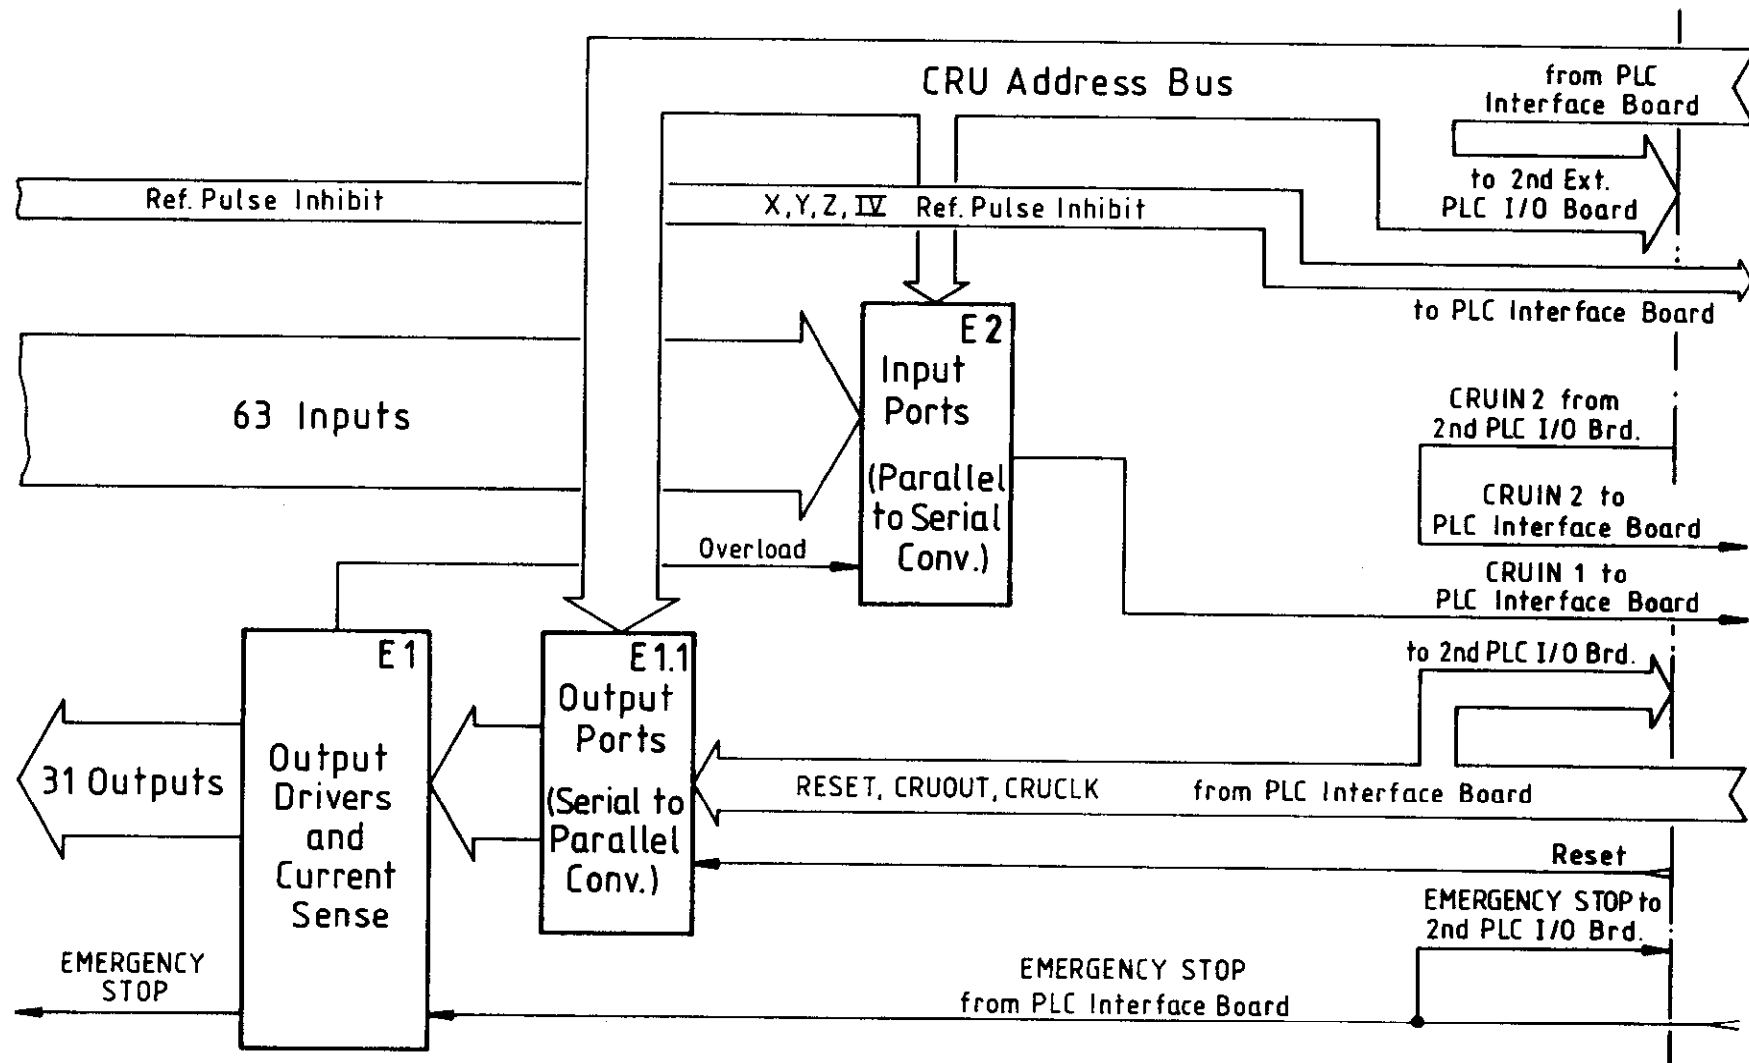 CRU Address Bus
from PLC
Interface Board
to 2nd Ext.
PLC I/O Board
Ref. Pulse Inhibit
X, Y, Z, IV Ref. Pulse Inhibit
to PLC Interface Board
E2
Input
Ports
(Parallel
to Serial
Conv.)
63 Inputs
CRUIN 2 from
2nd PLC I/O Brd.
CRUIN 2 to
PLC Interface Board
Overload
CRUIN 1 to
PLC Interface Board
E1
Output
Drivers
and
Current
Sense
E1.1
Output
Ports
(Serial to
Parallel
Conv.)
to 2nd PLC I/O Brd.
31 Outputs
RESET, CRUOUT, CRUCLK from PLC Interface Board
Reset
EMERGENCY STOP to
2nd PLC I/O Brd.
EMERGENCY
STOP
EMERGENCY STOP
from PLC Interface Board